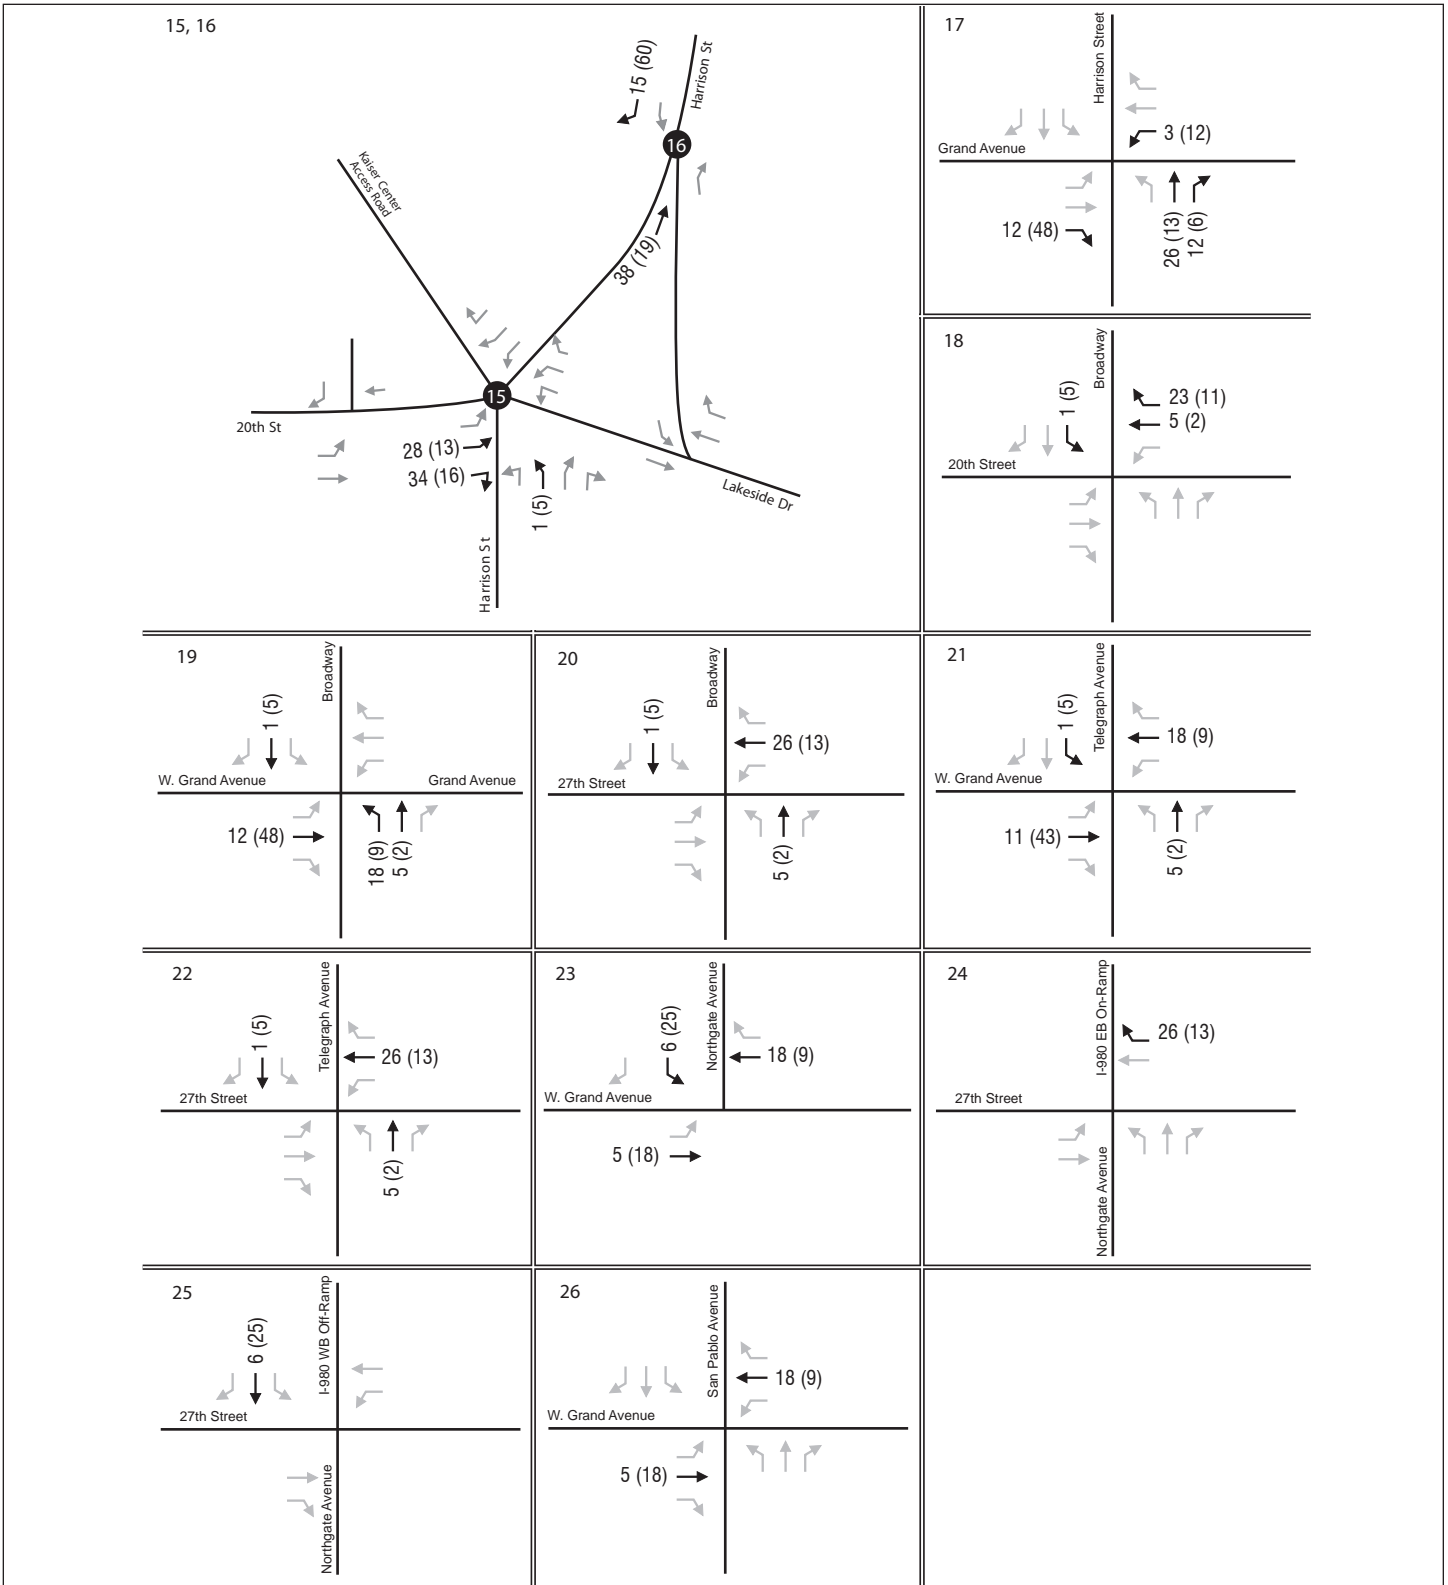 15, 16
15 (60)
Harrison St
16
Kaiser Center
Access Road
38 (19)
15
20th St
28 (13)
34 (16)
1 (5)
Lakeside Dr
Harrison St
17
Harrison Street
3 (12)
Grand Avenue
12 (48)
26 (13)
12 (6)
18
Broadway
1 (5)
23 (11)
5 (2)
20th Street
19
Broadway
1 (5)
W. Grand Avenue
Grand Avenue
12 (48)
18 (9)
5 (2)
20
Broadway
1 (5)
26 (13)
27th Street
5 (2)
21
Telegraph Avenue
1 (5)
18 (9)
W. Grand Avenue
11 (43)
5 (2)
22
Telegraph Avenue
1 (5)
26 (13)
27th Street
5 (2)
23
Northgate Avenue
6 (25)
18 (9)
W. Grand Avenue
5 (18)
24
I-980 EB On-Ramp
26 (13)
27th Street
Northgate Avenue
25
I-980 WB Off-Ramp
6 (25)
27th Street
Northgate Avenue
26
San Pablo Avenue
18 (9)
W. Grand Avenue
5 (18)